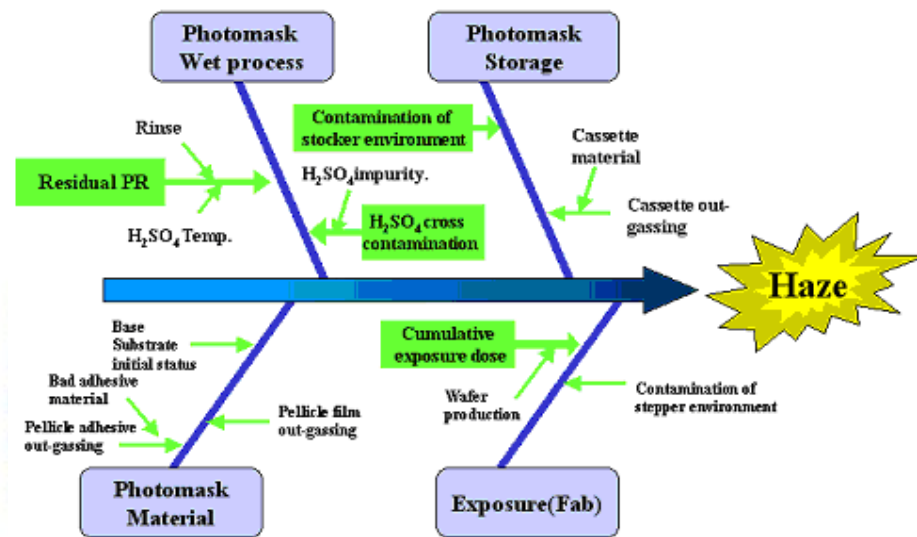 Photomask
Wet process
Photomask
Storage
Contamination of
stocker environment
Rinse
Cassette
material
Residual PR
H₂SO₄impurity.
Cassette out-
gassing
H₂SO₄ Temp.
H₂SO₄ cross
contamination
Haze
Base
Substrate
initial status
Cumulative
exposure dose
Bad adhesive
material
Wafer
production
Contamination of
stepper environment
Pellicle film
out-gassing
Pellicle adhesive
out-gassing
Photomask
Material
Exposure(Fab)